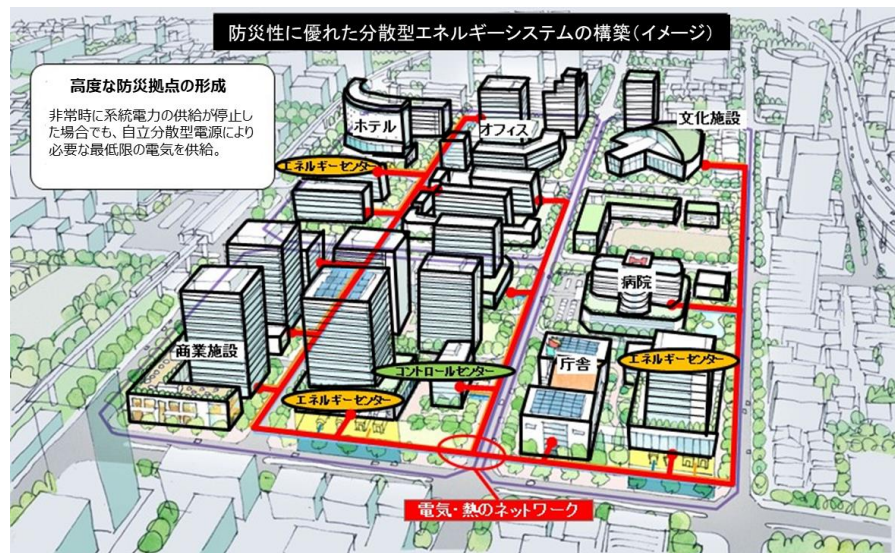 防災性に優れた分散型エネルギーシステムの構築（イメージ）
高度な防災拠点の形成
非常時に系統電力の供給が停止し
た場合でも、自立分散型電源により
必要な最低限の電気を供給。
ホテル
オフィス
文化施設
エネルギーセンター
病院
商業施設
コントロールセンター
庁舎
エネルギーセンター
エネルギーセンター
電気・熱のネットワーク